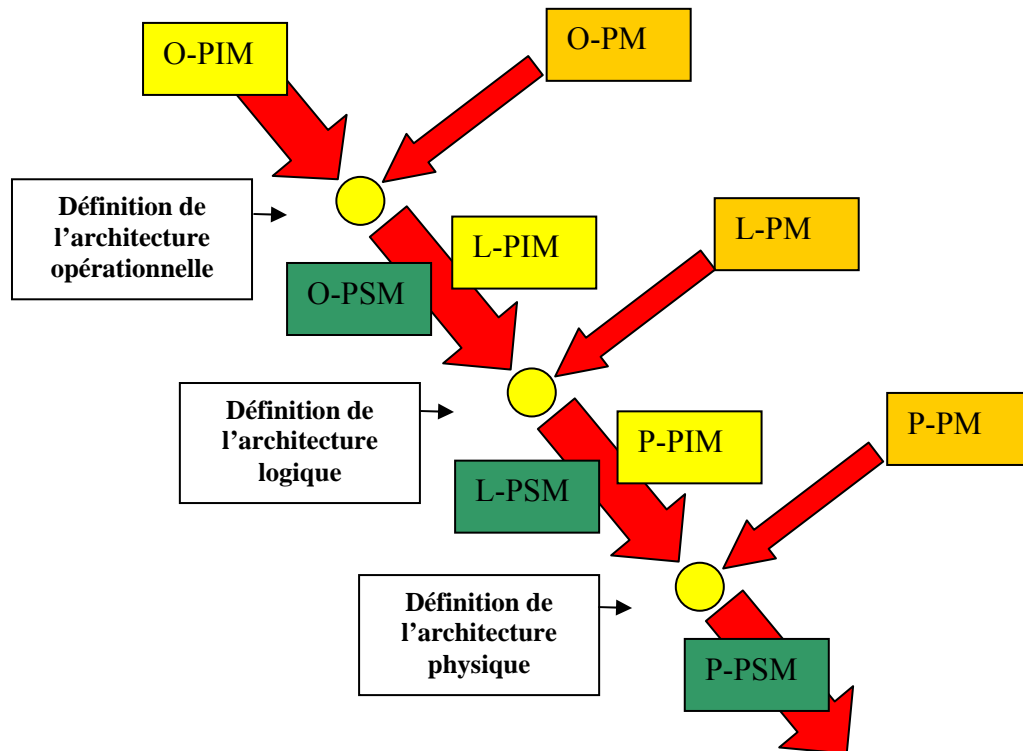 O-PIM
O-PM
Définition de
l’architecture
opérationnelle
L-PIM
L-PM
O-PSM
Définition de
l’architecture
logique
P-PIM
P-PM
L-PSM
Définition de
l’architecture
physique
P-PSM